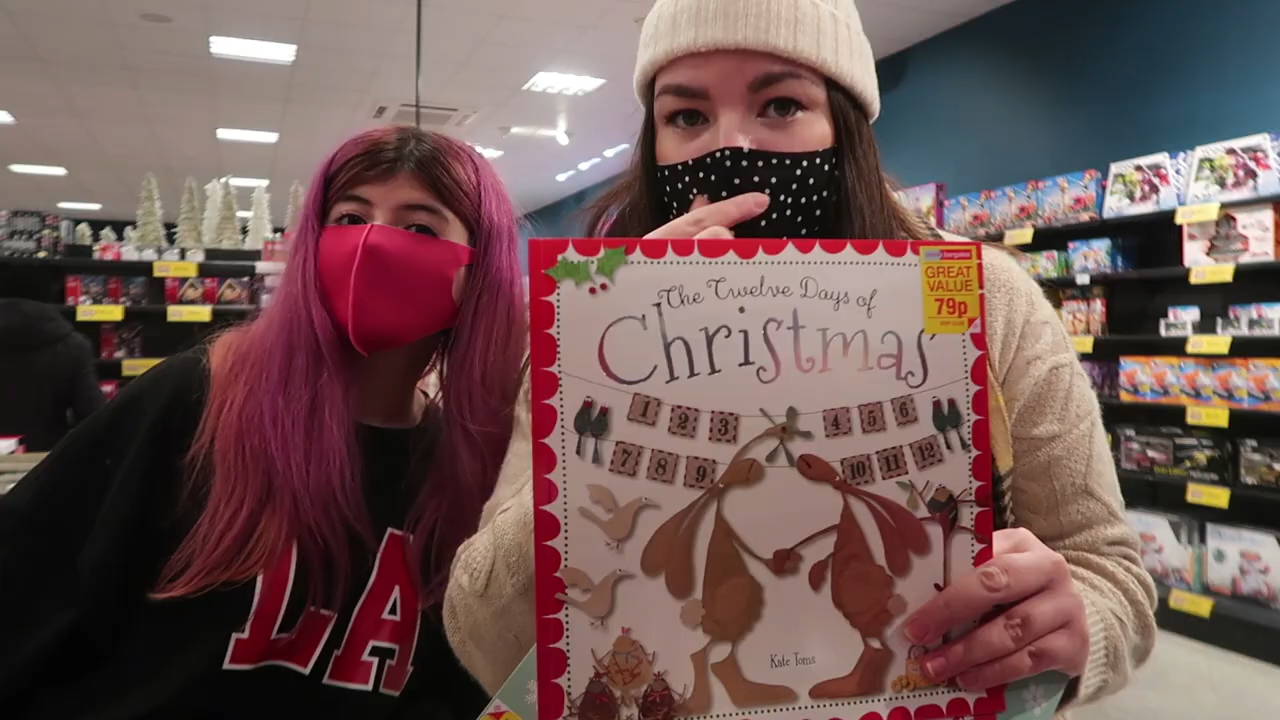 The Twelve Days of
Christmas
GREAT
VALUE
79p
1 2 3 4 5 6
7 8 9 10 11 12
Kate Toms
LA